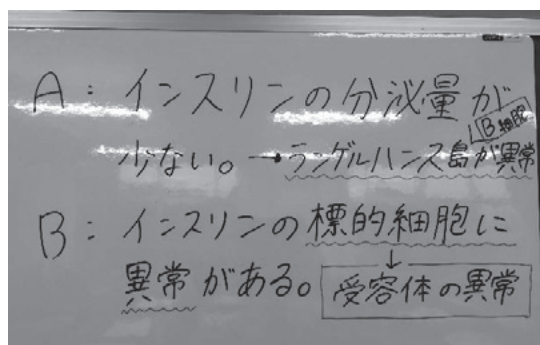 A：インスリンの分泌量が
B細胞
少ない。→ランゲルハンス島が異常
B：インスリンの標的細胞に
異常がある。
受容体の異常